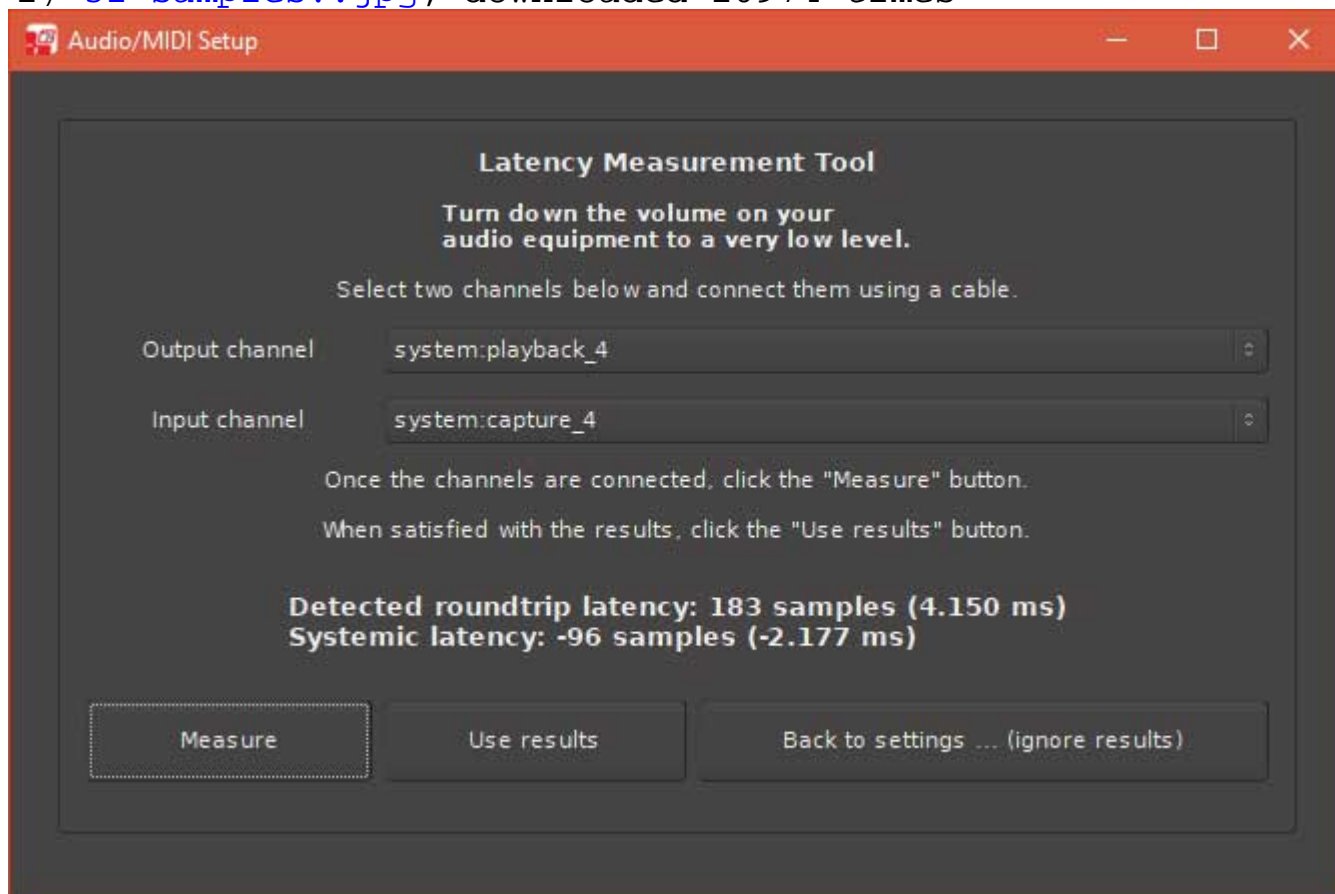 Audio/MIDI Setup
Latency Measurement Tool
Turn down the volume on your
audio equipment to a very low level.
Select two channels below and connect them using a cable.
Output channel system:playback_4
Input channel system:capture_4
Once the channels are connected, click the "Measure" button.
When satisfied with the results, click the "Use results" button.
Detected roundtrip latency: 183 samples (4.150 ms)
Systemic latency: -96 samples (-2.177 ms)
Measure Use results Back to settings ... (ignore results)